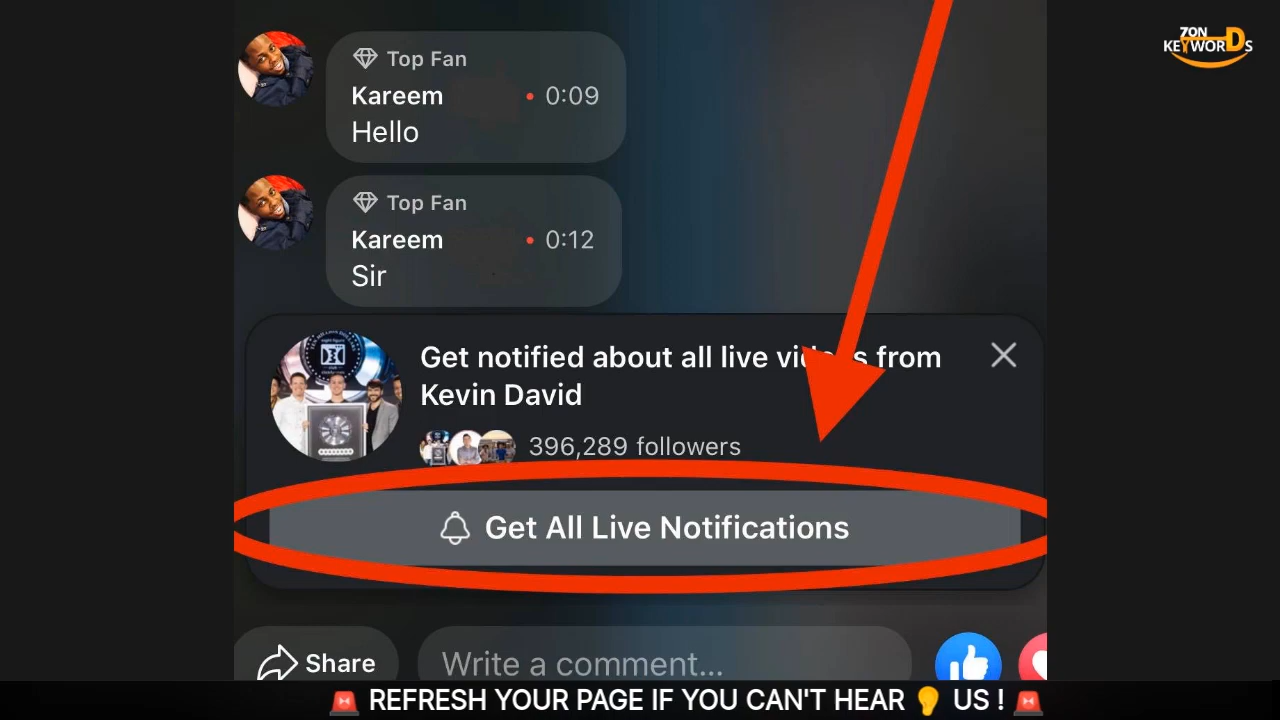 ZON
KEYWORDS
Top Fan
Kareem • 0:09
Hello
Top Fan
Kareem • 0:12
Sir
Get notified about all live videos from
Kevin David
396,289 followers
Get All Live Notifications
Share
Write a comment...
🚨 REFRESH YOUR PAGE IF YOU CAN'T HEAR 👂 US ! 🚨